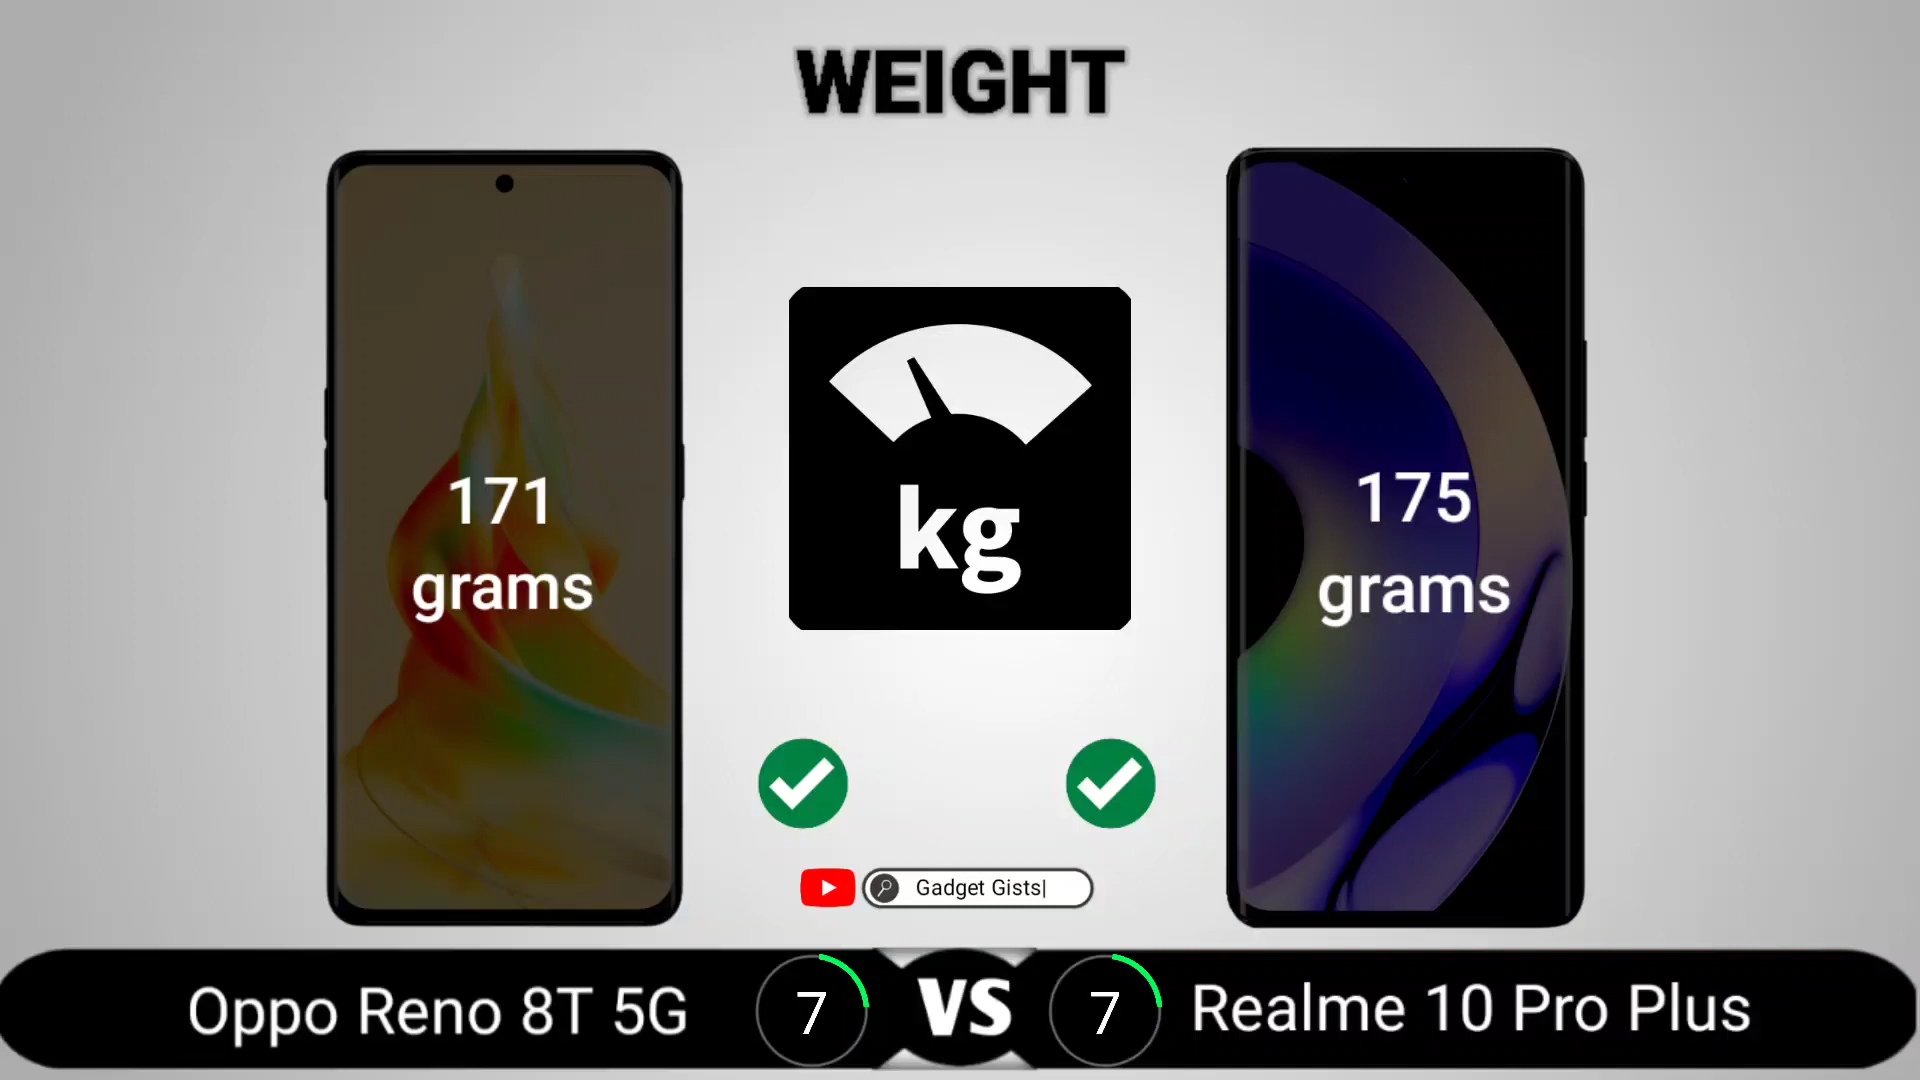 WEIGHT
171
grams
kg
175
grams
Gadget Gists|
Oppo Reno 8T 5G
7
VS
7
Realme 10 Pro Plus